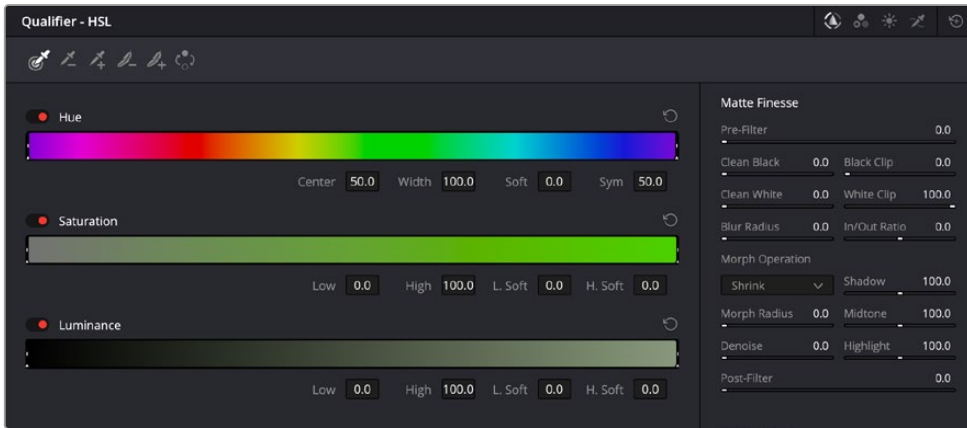 Qualifier - HSL
Hue
Center 50.0 Width 100.0 Soft 0.0 Sym 50.0
Saturation
Low 0.0 High 100.0 L. Soft 0.0 H. Soft 0.0
Luminance
Low 0.0 High 100.0 L. Soft 0.0 H. Soft 0.0
Matte Finesse
Pre-Filter 0.0
Clean Black 0.0 Black Clip 0.0
Clean White 0.0 White Clip 100.0
Blur Radius 0.0 In/Out Ratio 0.0
Morph Operation
Shrink Shadow 100.0
Morph Radius 0.0 Midtone 100.0
Denoise 0.0 Highlight 100.0
Post-Filter 0.0